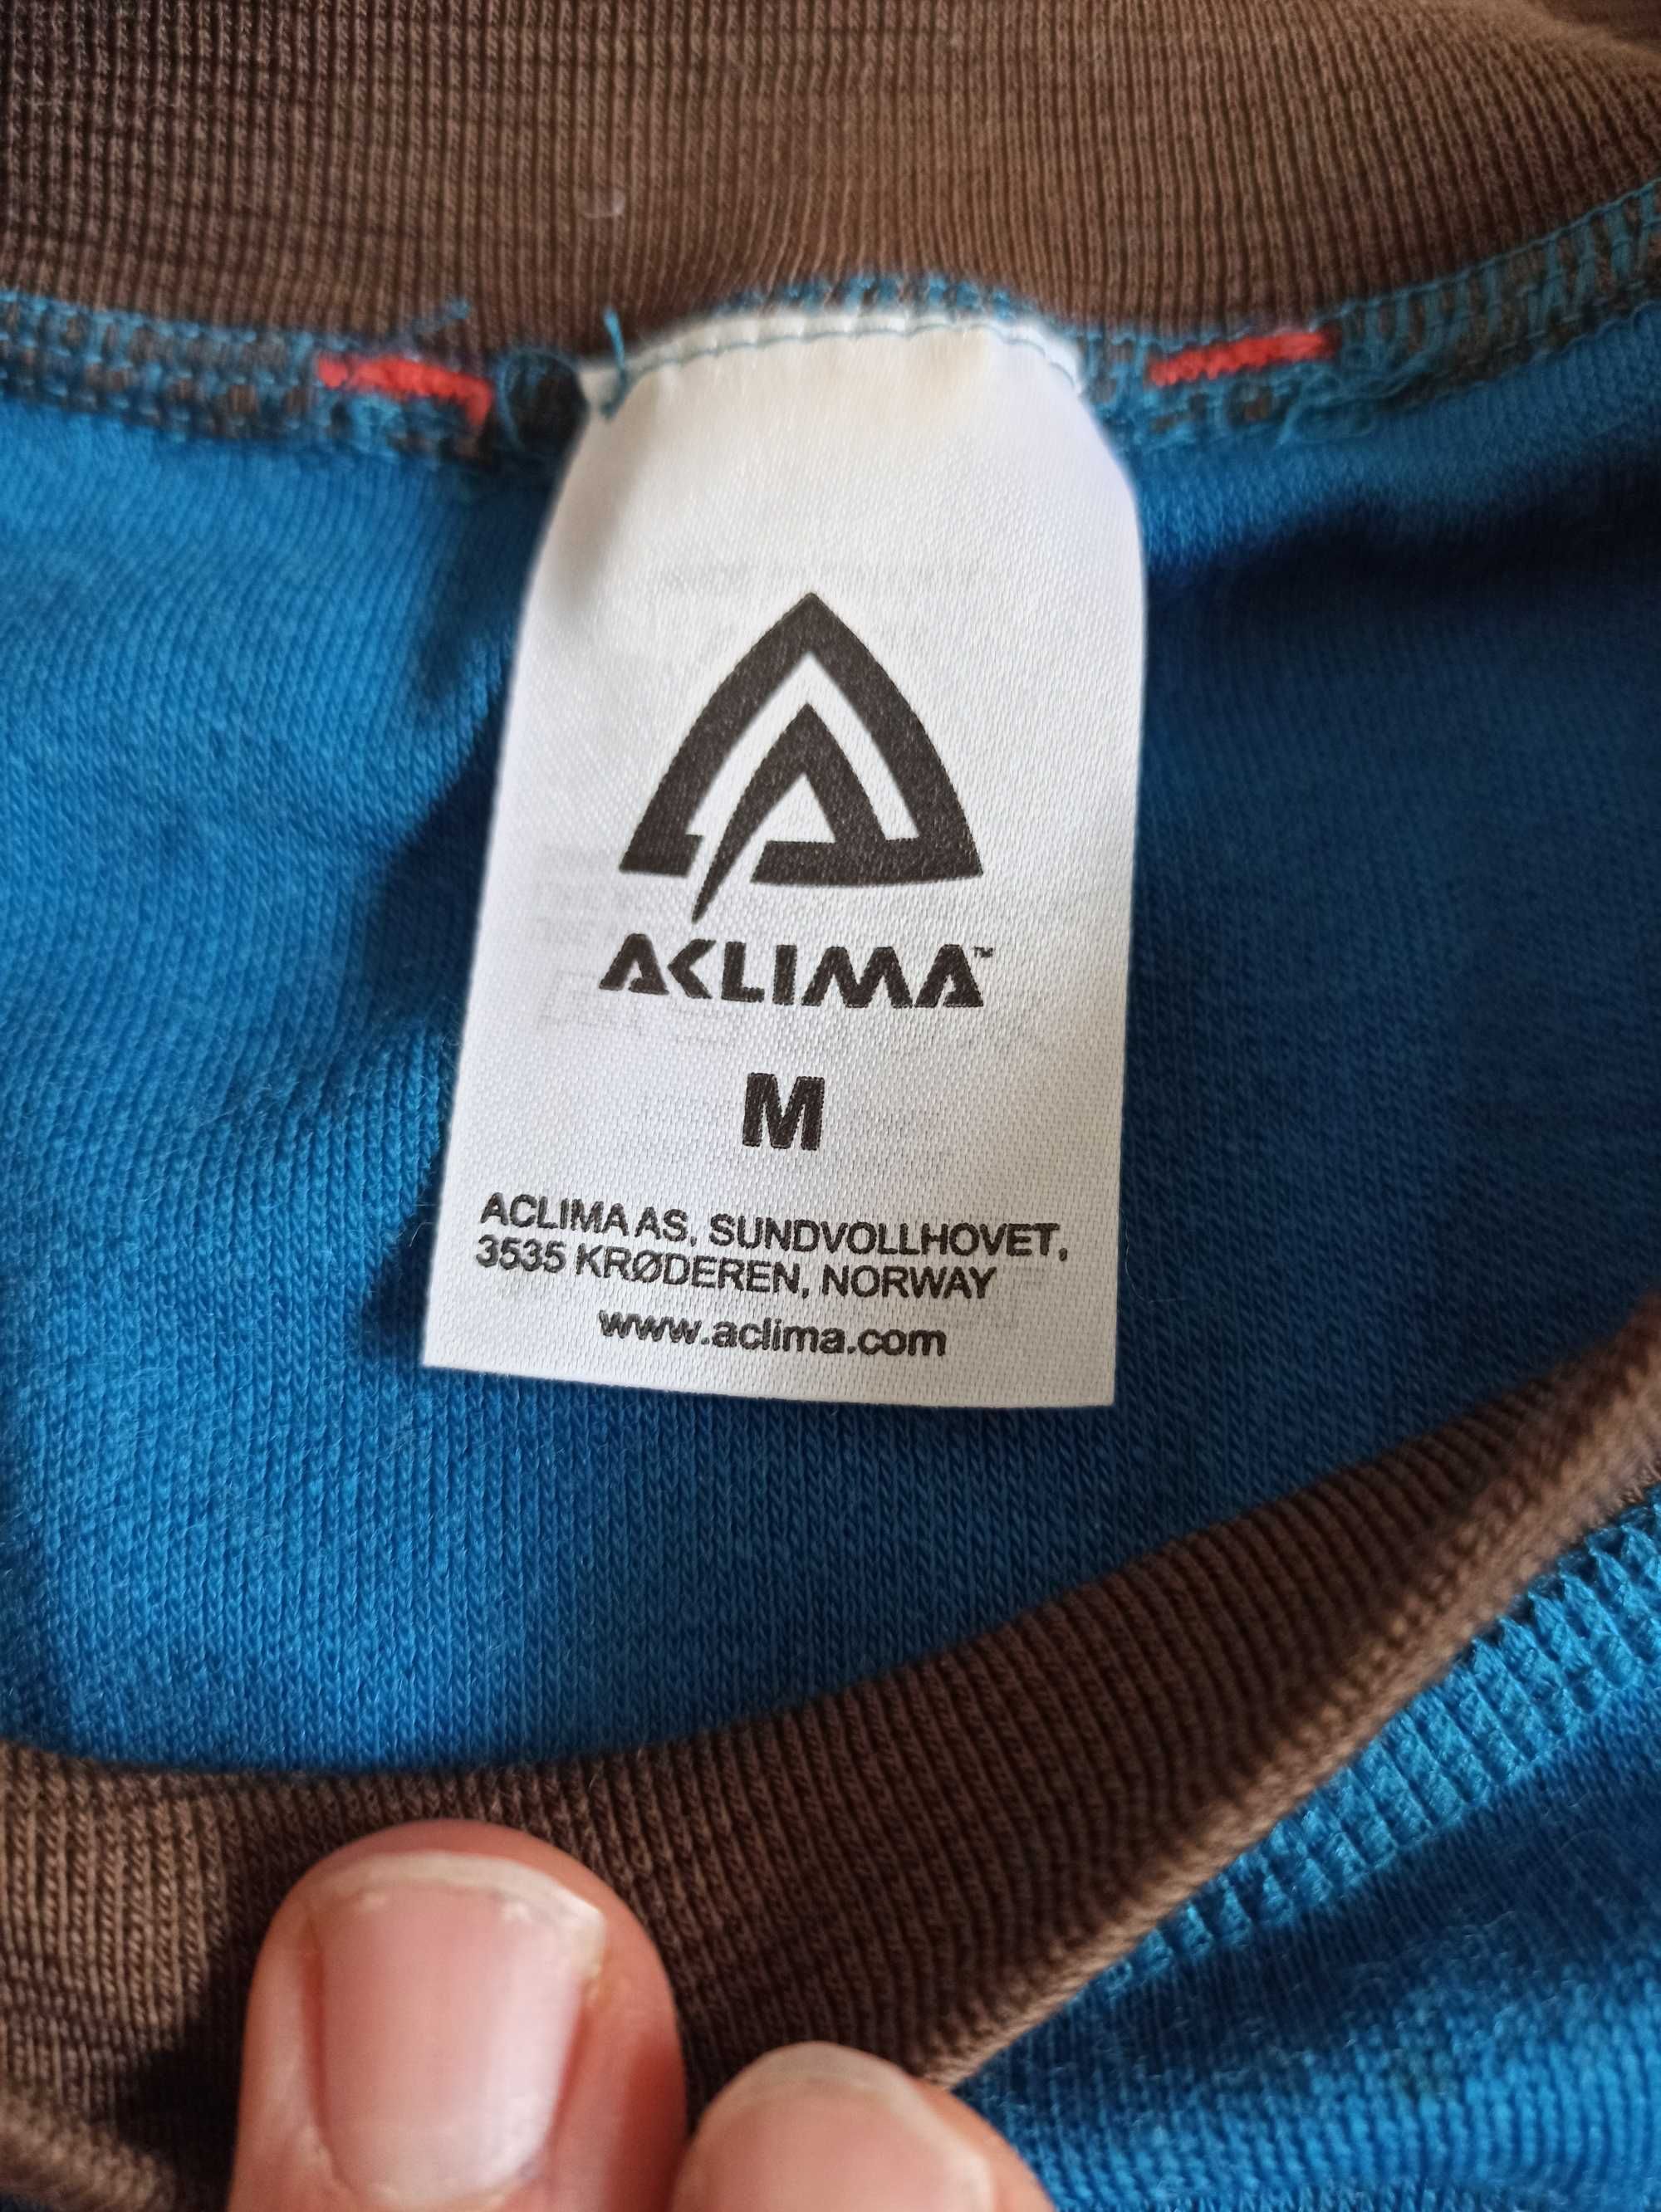 ACLIMA™
M
ACLIMA AS, SUNDVOLLHOVET,
3535 KRØDEREN, NORWAY
www.aclima.com